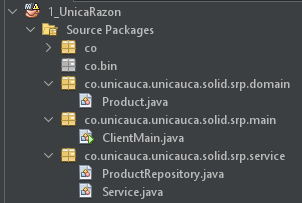 1_UnicaRazon
Source Packages
co
co.bin
co.unicauca.unicauca.solid.srp.domain
Product.java
co.unicauca.unicauca.solid.srp.main
ClientMain.java
co.unicauca.unicauca.solid.srp.service
ProductRepository.java
Service.java